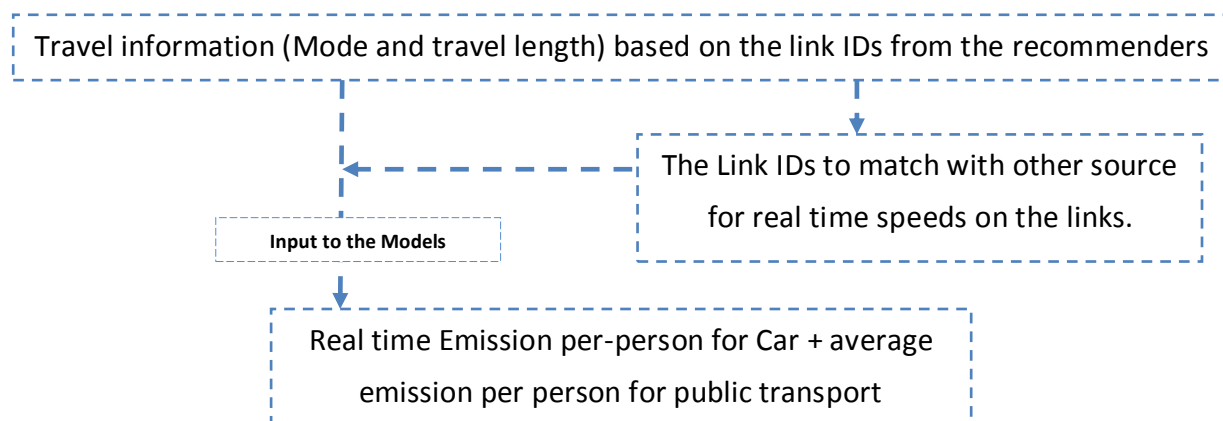 Travel information (Mode and travel length) based on the link IDs from the recommenders
The Link IDs to match with other source
for real time speeds on the links.
Input to the Models
Real time Emission per-person for Car + average
emission per person for public transport